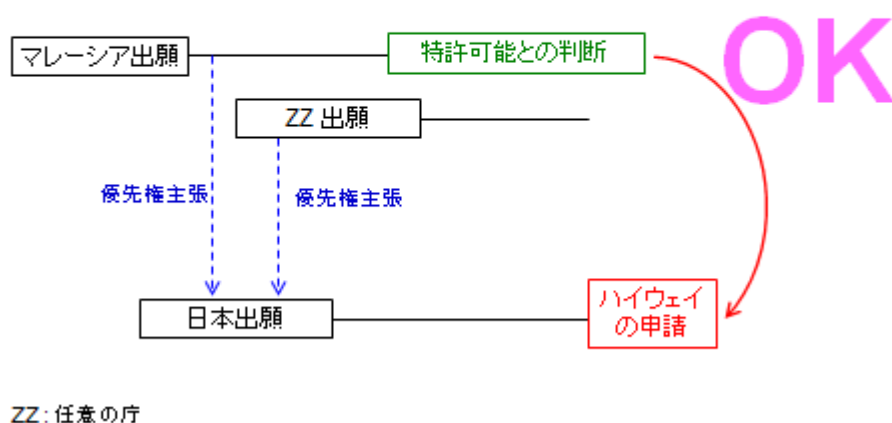 OK
マレーシア出願
特許可能との判断
ZZ 出願
優先権主張
優先権主張
日本出願
ハイウェイ
の申請
ZZ:任意の庁